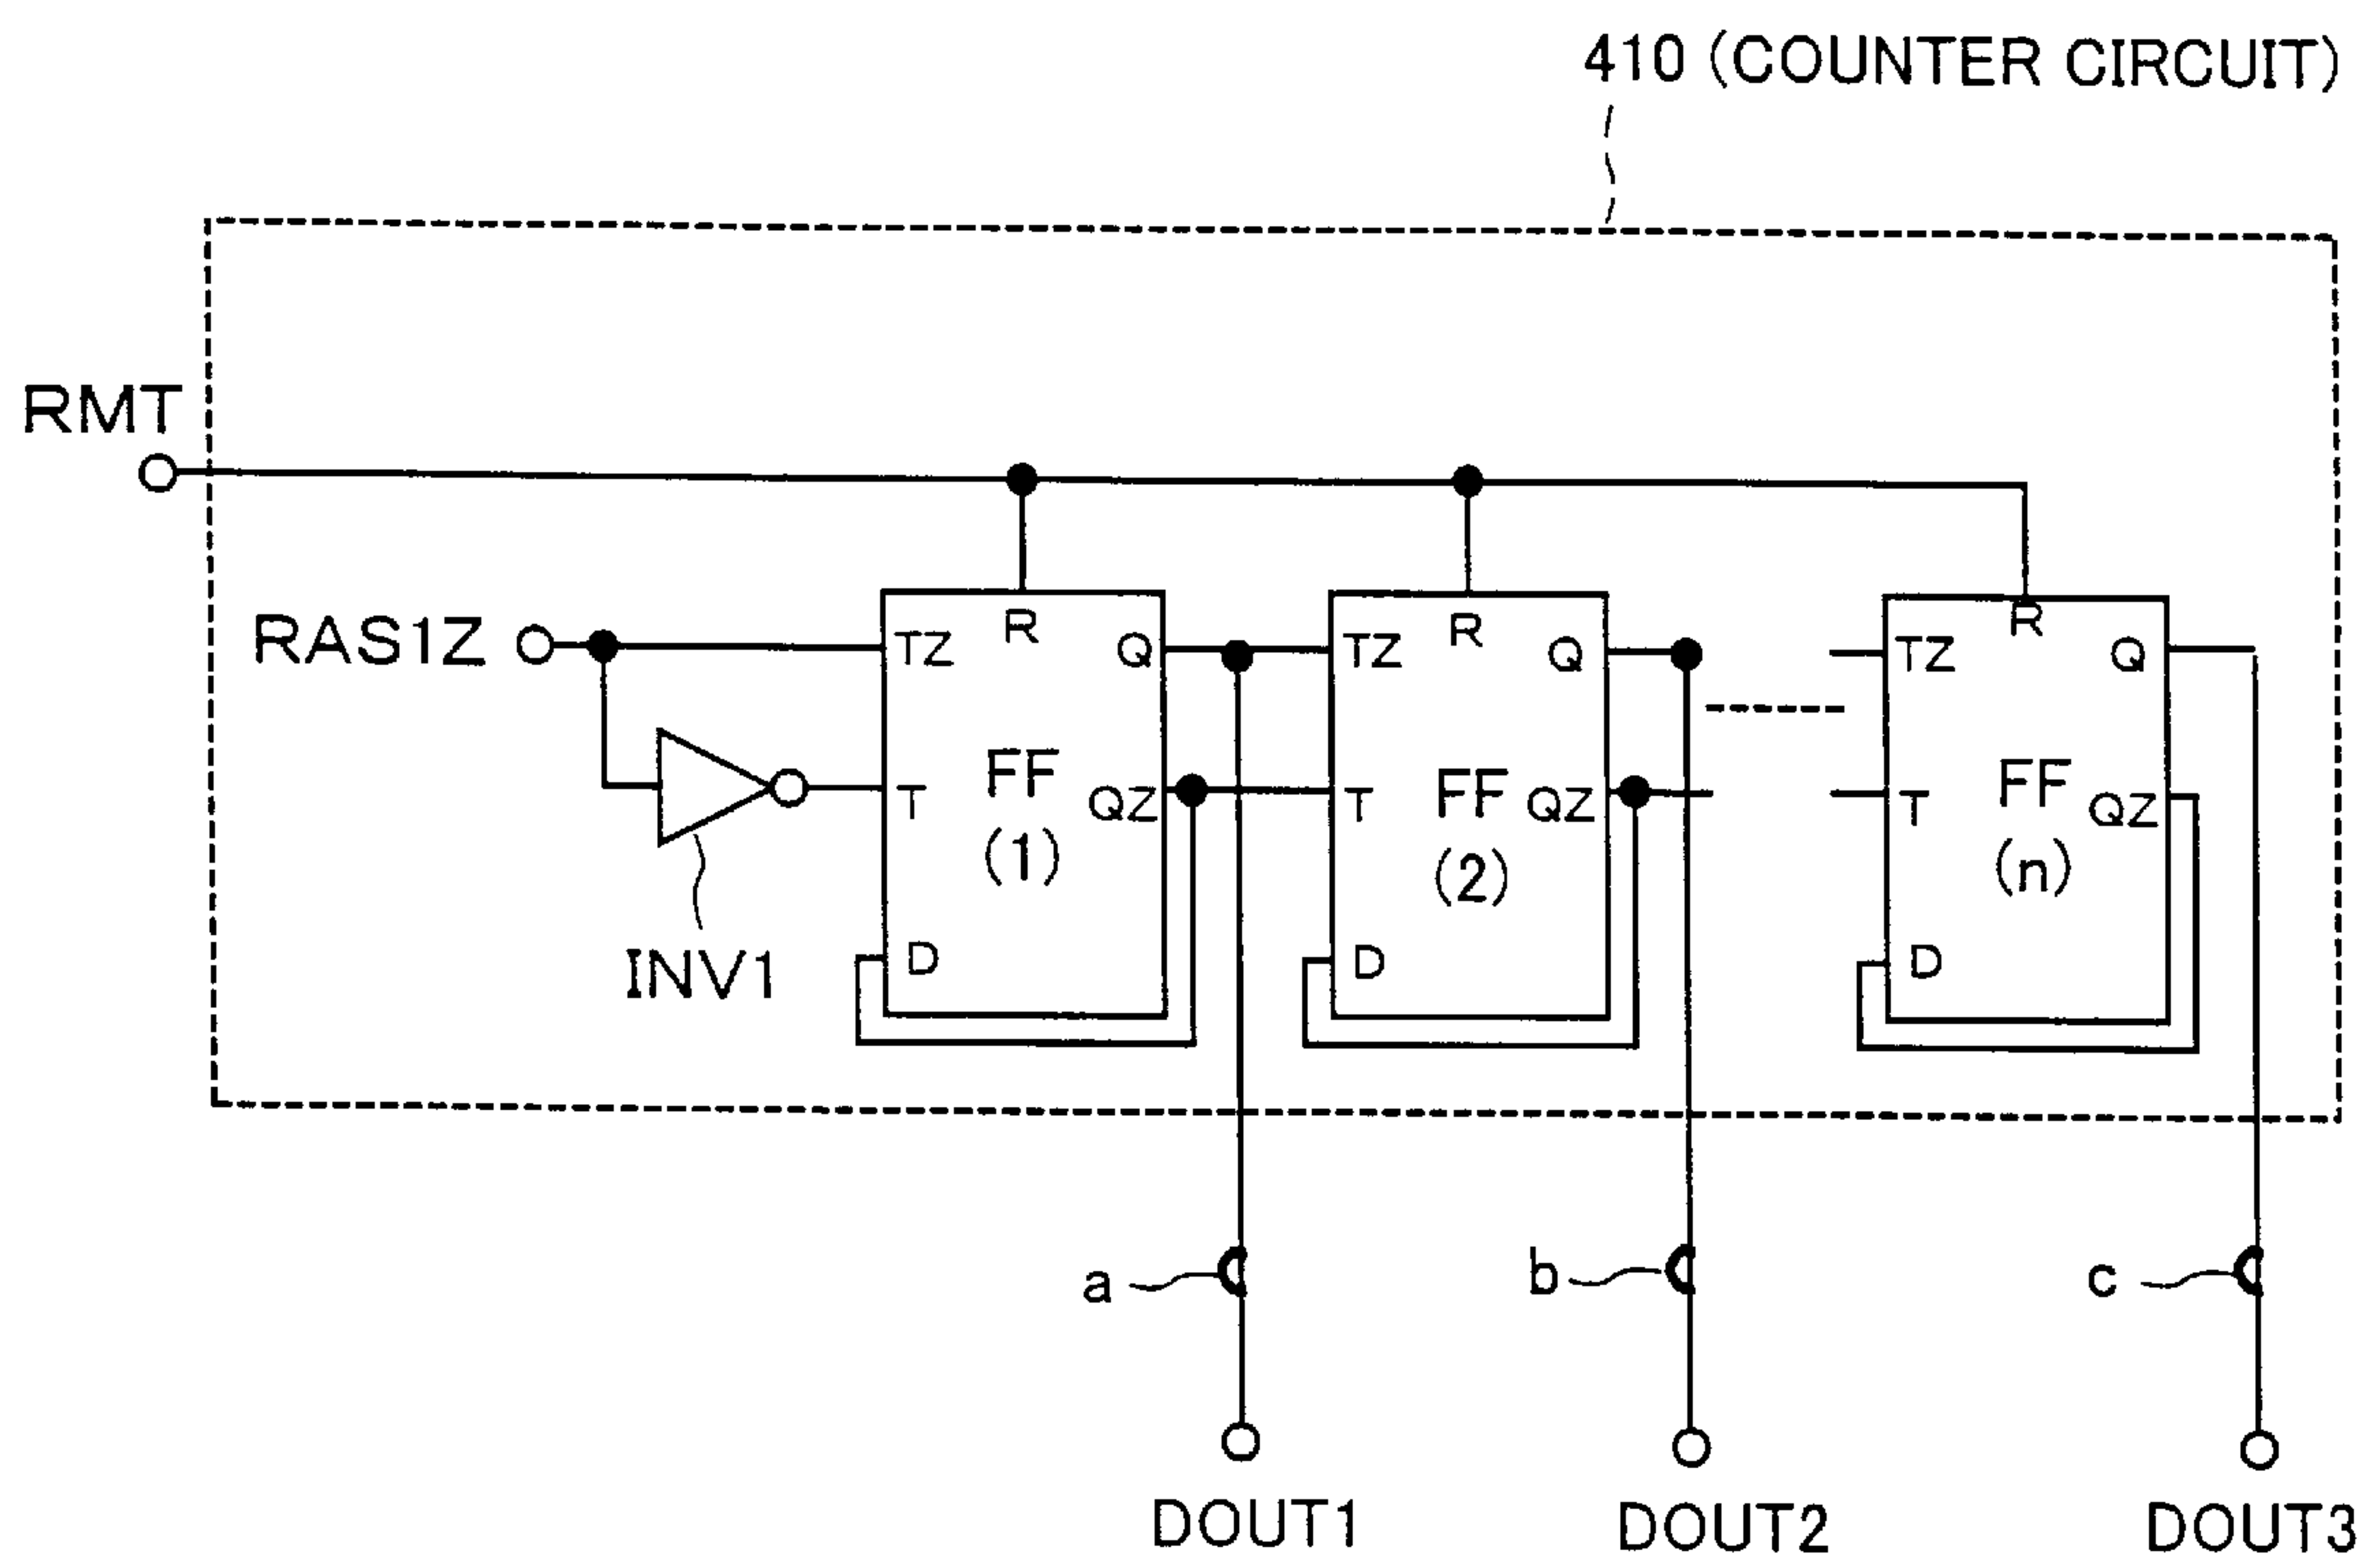 410 (COUNTER CIRCUIT)
RMT
RAS1Z
INV1
TZ
R
Q
T
FF
(1)
QZ
D
TZ
R
Q
T
FF
(2)
QZ
D
TZ
R
Q
T
FF
(n)
QZ
D
a
b
c
DOUT1
DOUT2
DOUT3